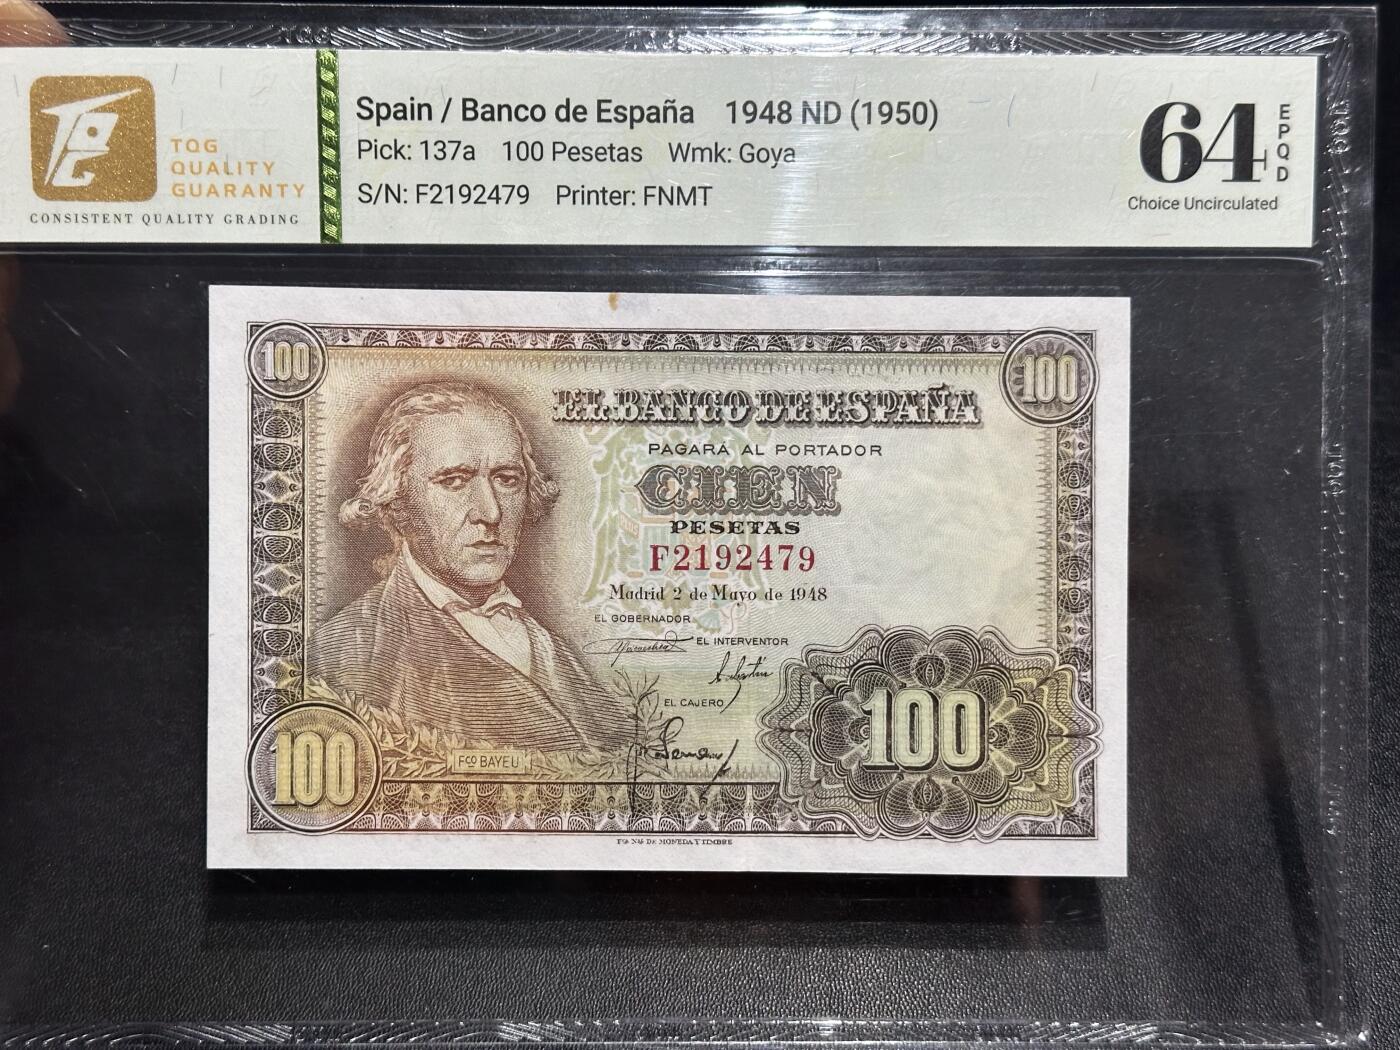 TQG
QUALITY
GUARANTY
CONSISTENT QUALITY GRADING
Spain / Banco de España 1948 ND (1950)
Pick: 137a 100 Pesetas Wmk: Goya
S/N: F2192479 Printer: FNMT
64 EPQD
Choice Uncirculated
100
100
EL BANCO DE ESPAÑA
PAGARÁ AL PORTADOR
CIEN
PESETAS
F2192479
Madrid 2 de Mayo de 1948
EL GOBERNADOR
EL INTERVENTOR
EL CAJERO
100
100
Fco BAYEU